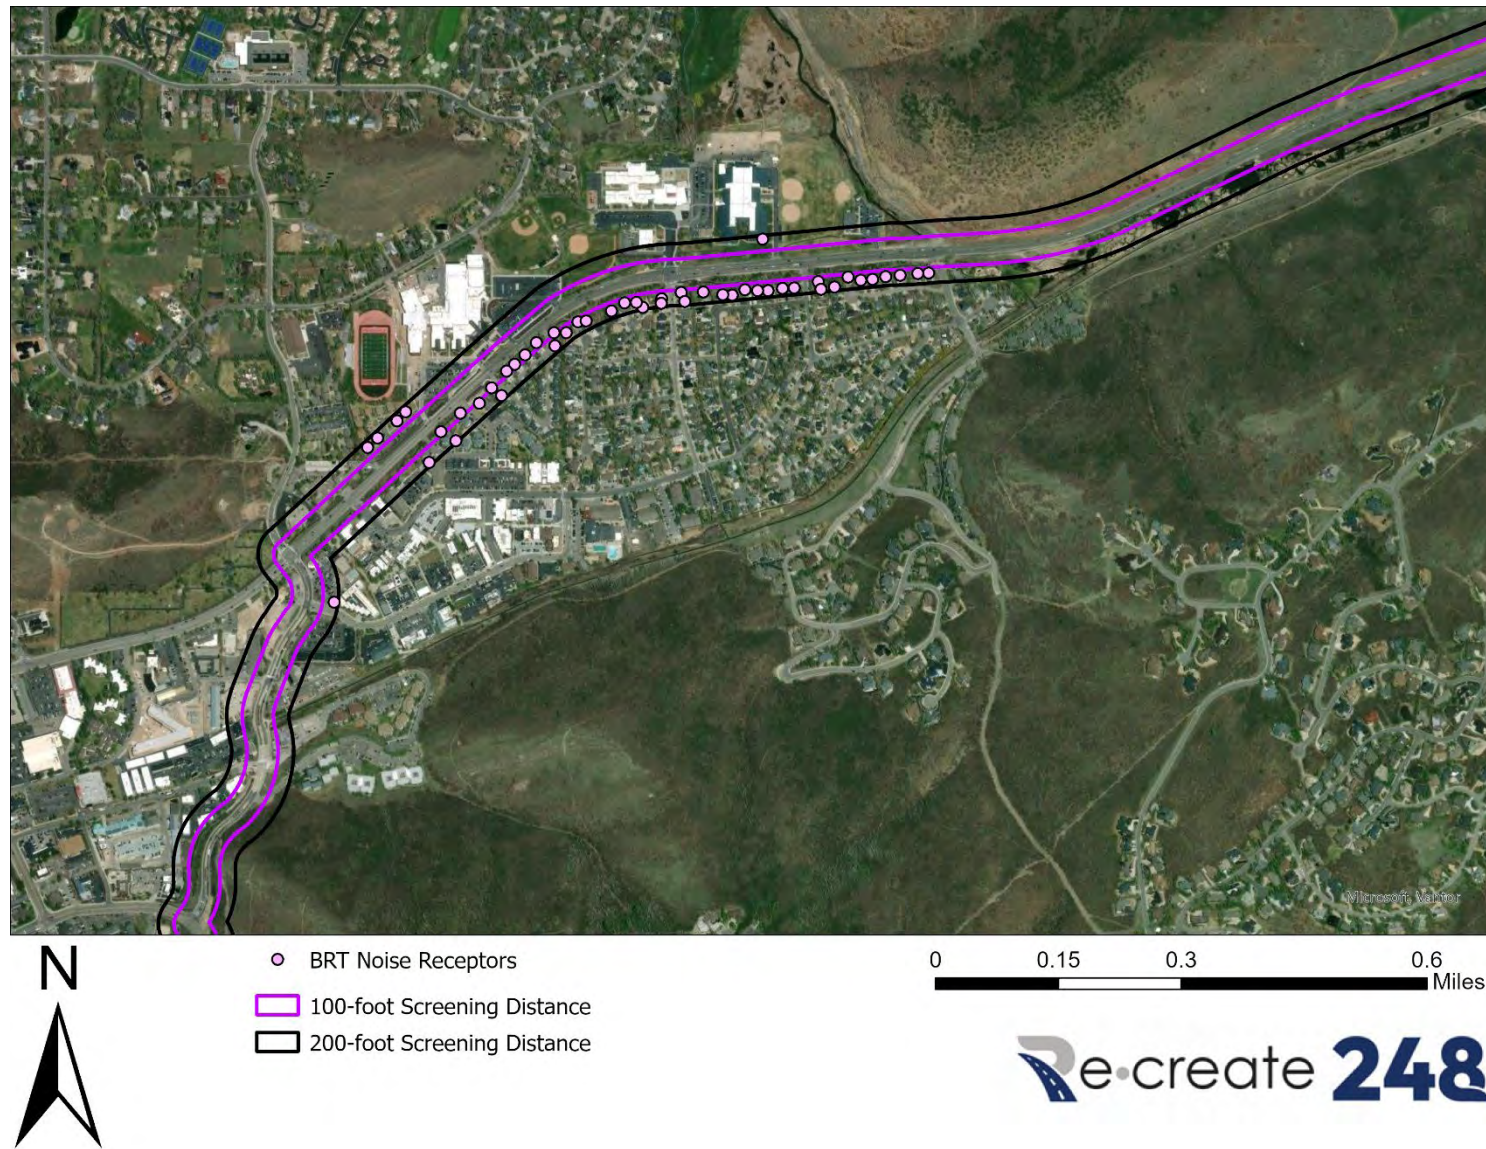 Microsoft, Vantor
N
BRT Noise Receptors
100-foot Screening Distance
200-foot Screening Distance
0 0.15 0.3 0.6
Miles
Re·create 248